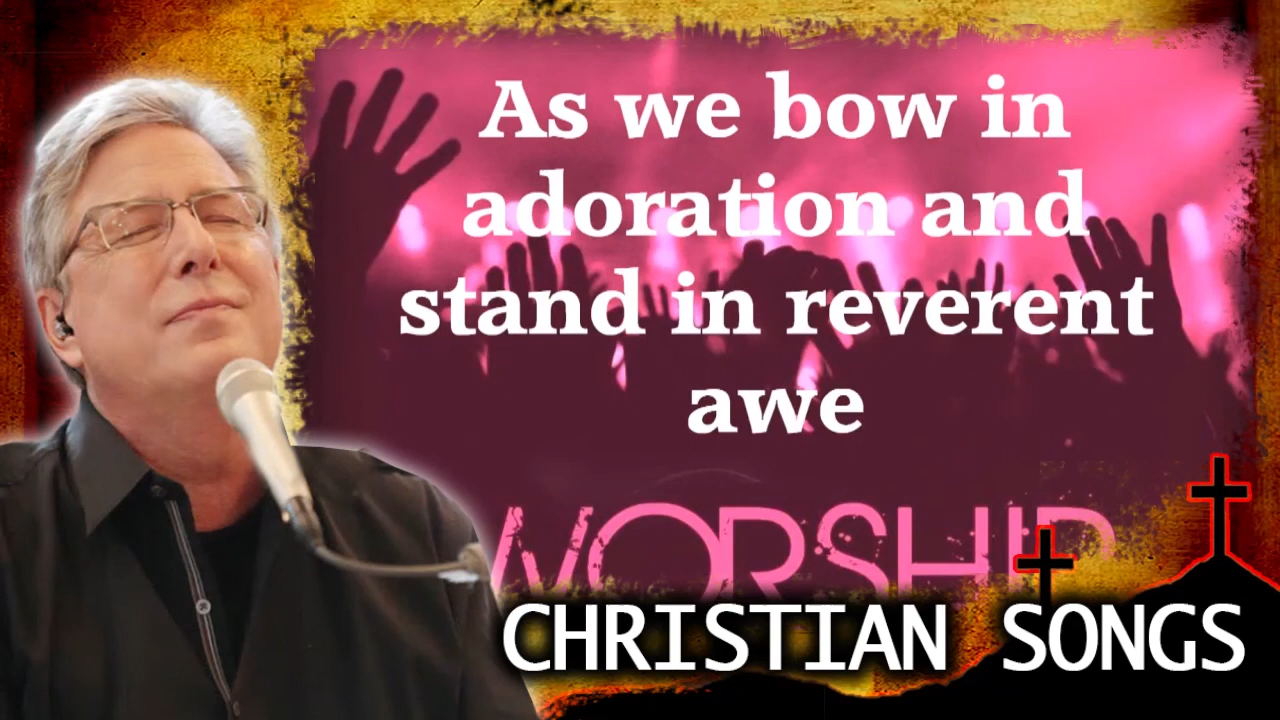 As we bow in
adoration and
stand in reverent
awe
WORSHIP
CHRISTIAN SONGS